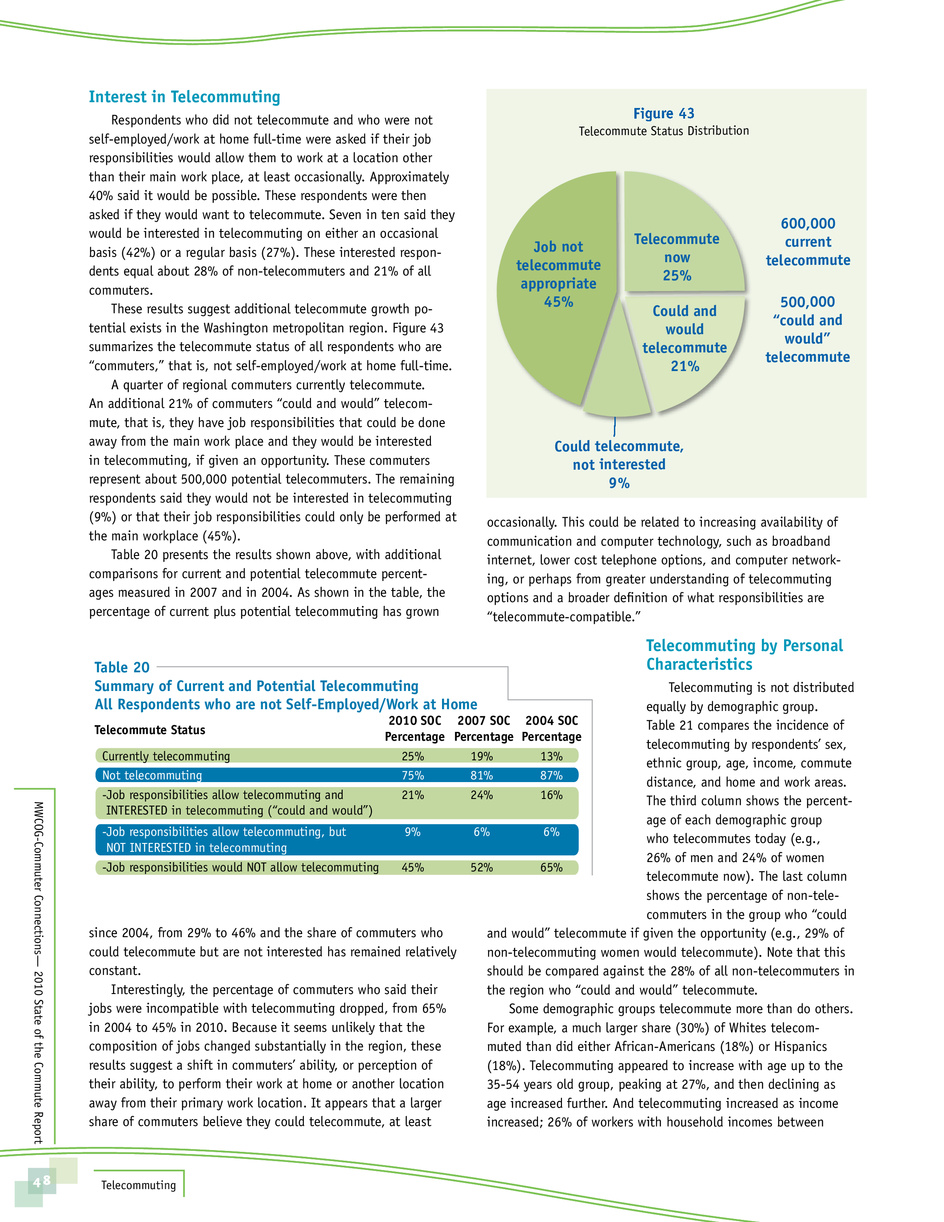 Interest in Telecommuting
Respondents who did not telecommute and who were not
self-employed/work at home full-time were asked if their job
responsibilities would allow them to work at a location other
than their main work place, at least occasionally. Approximately
40% said it would be possible. These respondents were then
asked if they would want to telecommute. Seven in ten said they
would be interested in telecommuting on either an occasional
basis (42%) or a regular basis (27%). These interested respon-
dents equal about 28% of non-telecommuters and 21% of all
commuters.
These results suggest additional telecommute growth po-
tential exists in the Washington metropolitan region. Figure 43
summarizes the telecommute status of all respondents who are
“commuters,” that is, not self-employed/work at home full-time.
A quarter of regional commuters currently telecommute.
An additional 21% of commuters “could and would” telecom-
mute, that is, they have job responsibilities that could be done
away from the main work place and they would be interested
in telecommuting, if given an opportunity. These commuters
represent about 500,000 potential telecommuters. The remaining
respondents said they would not be interested in telecommuting
(9%) or that their job responsibilities could only be performed at
the main workplace (45%).
Table 20 presents the results shown above, with additional
comparisons for current and potential telecommute percent-
ages measured in 2007 and in 2004. As shown in the table, the
percentage of current plus potential telecommuting has grown
Figure 43
Telecommute Status Distribution
Job not
telecommute
appropriate
45%
Telecommute
now
25%
Could and
would
telecommute
21%
Could telecommute,
not interested
9%
600,000
current
telecommute
500,000
“could and
would”
telecommute
Table 20
Summary of Current and Potential Telecommuting
All Respondents who are not Self-Employed/Work at Home
Telecommute Status 2010 SOC Percentage 2007 SOC Percentage 2004 SOC Percentage
Currently telecommuting 25% 19% 13%
Not telecommuting 75% 81% 87%
-Job responsibilities allow telecommuting and 21% 24% 16%
INTERESTED in telecommuting (“could and would”)
-Job responsibilities allow telecommuting, but 9% 6% 6%
NOT INTERESTED in telecommuting
-Job responsibilities would NOT allow telecommuting 45% 52% 65%
since 2004, from 29% to 46% and the share of commuters who
could telecommute but are not interested has remained relatively
constant.
Interestingly, the percentage of commuters who said their
jobs were incompatible with telecommuting dropped, from 65%
in 2004 to 45% in 2010. Because it seems unlikely that the
composition of jobs changed substantially in the region, these
results suggest a shift in commuters’ ability, or perception of
their ability, to perform their work at home or another location
away from their primary work location. It appears that a larger
share of commuters believe they could telecommute, at least
occasionally. This could be related to increasing availability of
communication and computer technology, such as broadband
internet, lower cost telephone options, and computer network-
ing, or perhaps from greater understanding of telecommuting
options and a broader definition of what responsibilities are
“telecommute-compatible.”
Telecommuting by Personal
Characteristics
Telecommuting is not distributed
equally by demographic group.
Table 21 compares the incidence of
telecommuting by respondents’ sex,
ethnic group, age, income, commute
distance, and home and work areas.
The third column shows the percent-
age of each demographic group
who telecommutes today (e.g.,
26% of men and 24% of women
telecommute now). The last column
shows the percentage of non-tele-
commuters in the group who “could
and would” telecommute if given the opportunity (e.g., 29% of
non-telecommuting women would telecommute). Note that this
should be compared against the 28% of all non-telecommuters in
the region who “could and would” telecommute.
Some demographic groups telecommute more than do others.
For example, a much larger share (30%) of Whites telecom-
muted than did either African-Americans (18%) or Hispanics
(18%). Telecommuting appeared to increase with age up to the
35-54 years old group, peaking at 27%, and then declining as
age increased further. And telecommuting increased as income
increased; 26% of workers with household incomes between
MWCOG-Commuter Connections— 2010 State of the Commute Report
48
Telecommuting